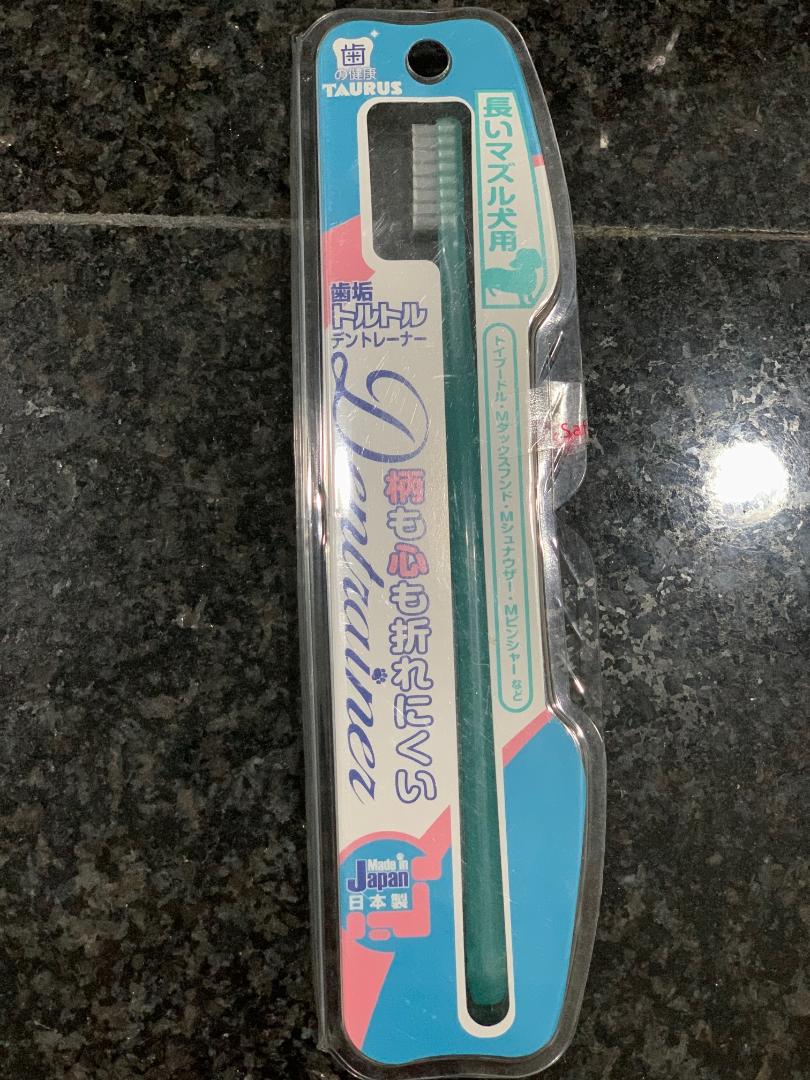 歯
の健康
TAURUS
長いマズル犬用
歯垢
トルトル
デントレーナー
Dentrainer
柄も心も折れにくい
トイプードル・Mダックスフンド・Mシュナウザー・Mピンシャー など
Made in
Japan
日本製